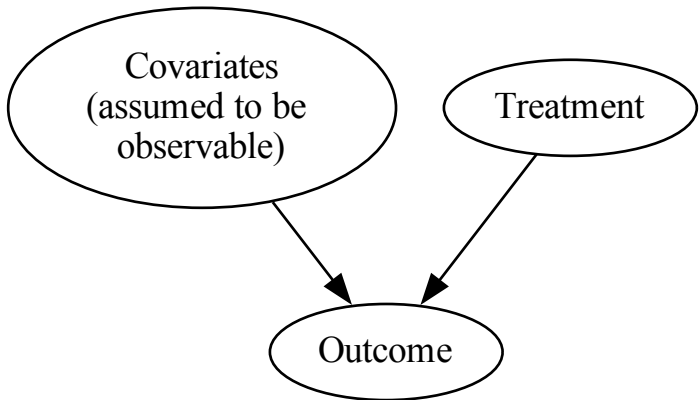 Covariates
(assumed to be
observable)
Treatment
Outcome